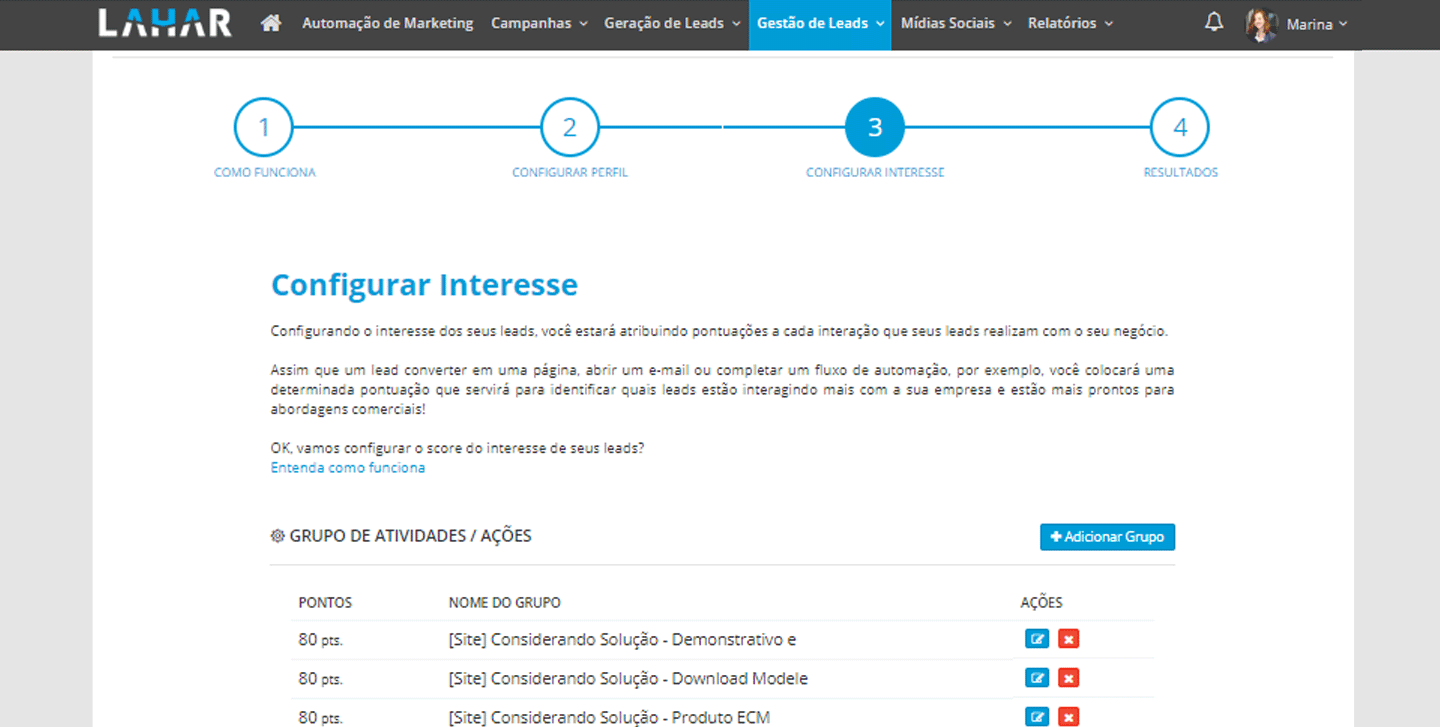 LAHAR Automação de Marketing Campanhas Geração de Leads Gestão de Leads Mídias Sociais Relatórios Marina
1 2 3 4
COMO FUNCIONA CONFIGURAR PERFIL CONFIGURAR INTERESSE RESULTADOS
Configurar Interesse
Configurando o interesse dos seus leads, você estará atribuindo pontuações a cada interação que seus leads realizam com o seu negócio.
Assim que um lead converter em uma página, abrir um e-mail ou completar um fluxo de automação, por exemplo, você colocará uma
determinada pontuação que servirá para identificar quais leads estão interagindo mais com a sua empresa e estão mais prontos para
abordagens comerciais!
OK, vamos configurar o score do interesse de seus leads?
Entenda como funciona
GRUPO DE ATIVIDADES / AÇÕES Adicionar Grupo
PONTOS NOME DO GRUPO AÇÕES
80 pts. [Site] Considerando Solução - Demonstrativo e
80 pts. [Site] Considerando Solução - Download Modele
80 pts. [Site] Considerando Solução - Produto ECM